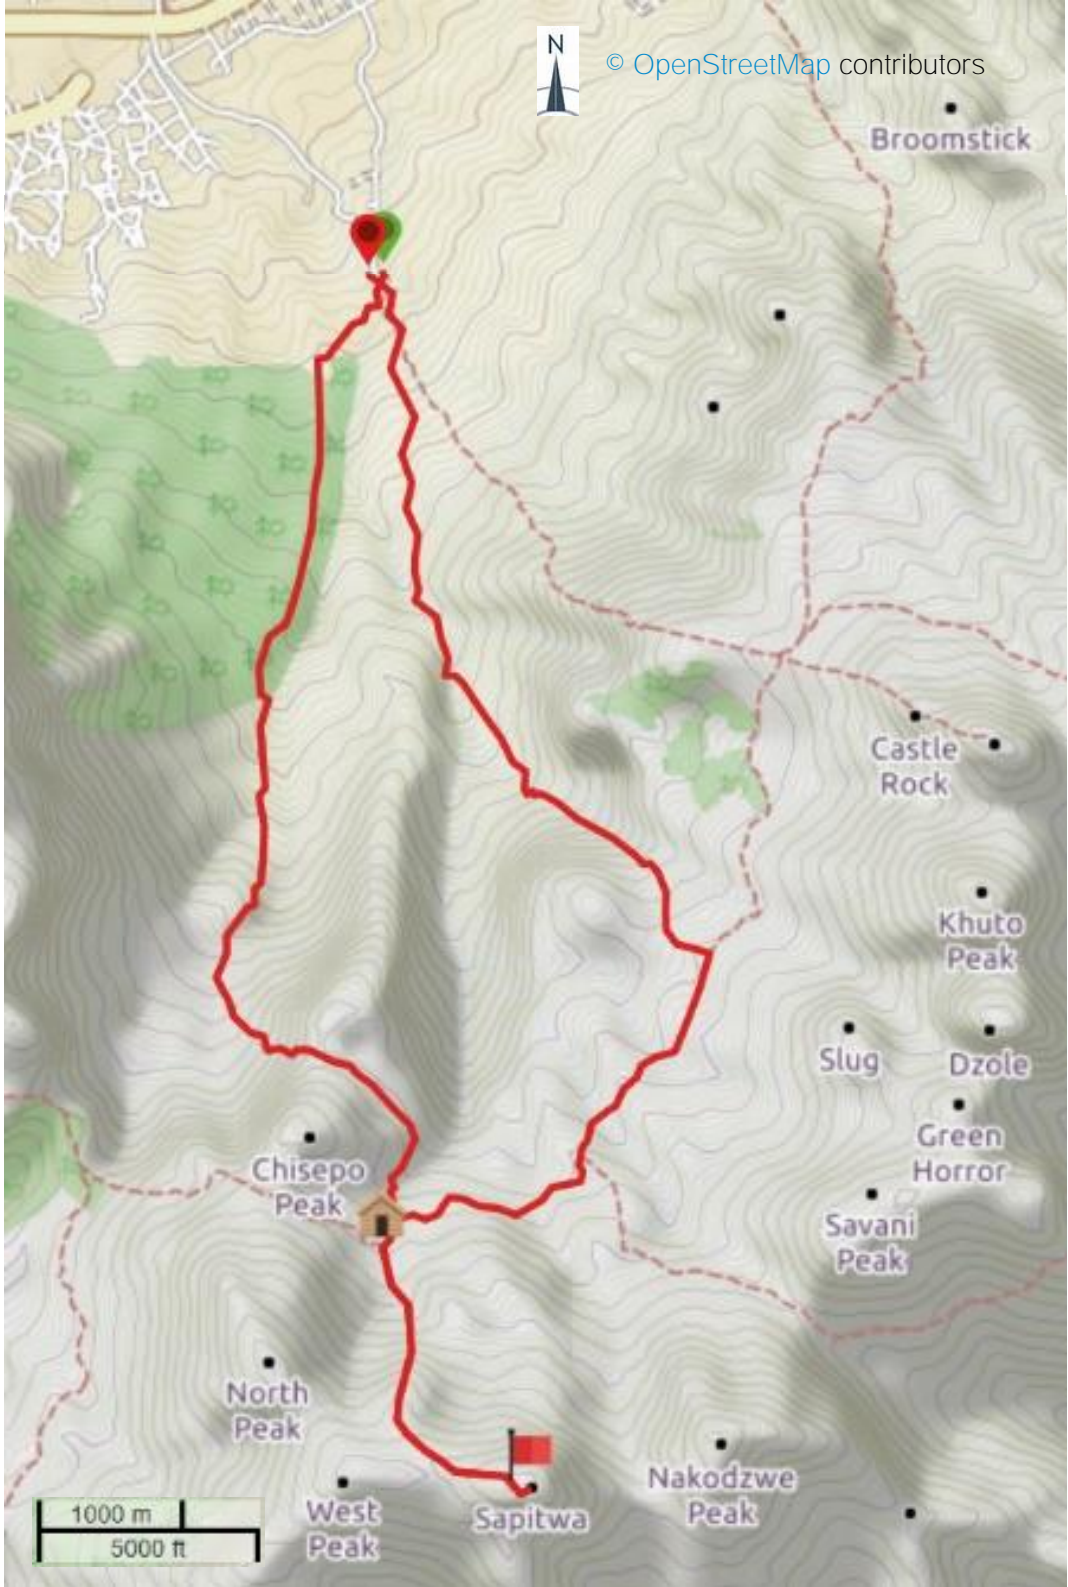 N
© OpenStreetMap contributors
Broomstick
Castle
Rock
Khuto
Peak
Slug
Dzole
Green
Horror
Chisepo
Peak
Savani
Peak
North
Peak
West
Peak
Sapitwa
Nakodzwe
Peak
1000 m
5000 ft